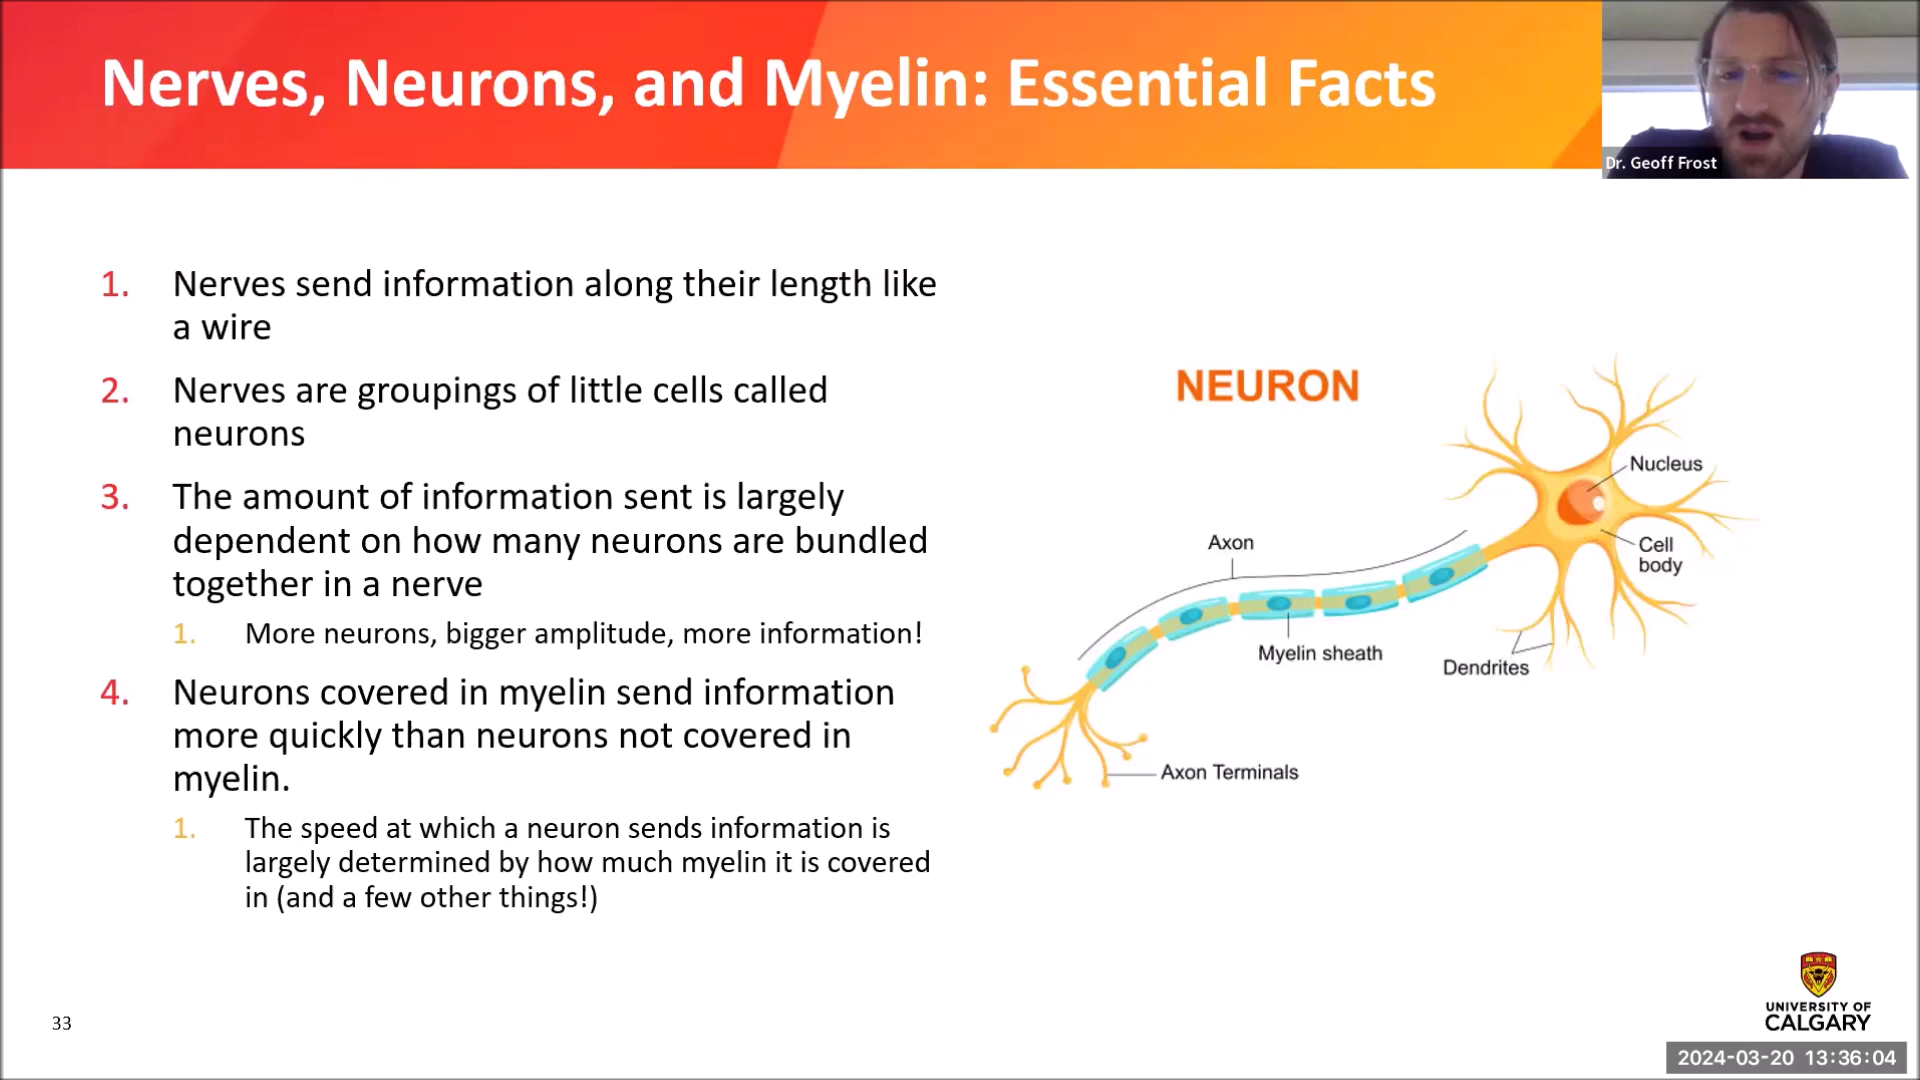 Nerves, Neurons, and Myelin: Essential Facts
Dr. Geoff Frost
1. Nerves send information along their length like
a wire
2. Nerves are groupings of little cells called
neurons
3. The amount of information sent is largely
dependent on how many neurons are bundled
together in a nerve
1. More neurons, bigger amplitude, more information!
4. Neurons covered in myelin send information
more quickly than neurons not covered in
myelin.
1. The speed at which a neuron sends information is
largely determined by how much myelin it is covered
in (and a few other things!)
NEURON
Nucleus
Axon
Cell
body
Myelin sheath
Dendrites
Axon Terminals
33
UNIVERSITY OF
CALGARY
2024-03-20 13:36:04